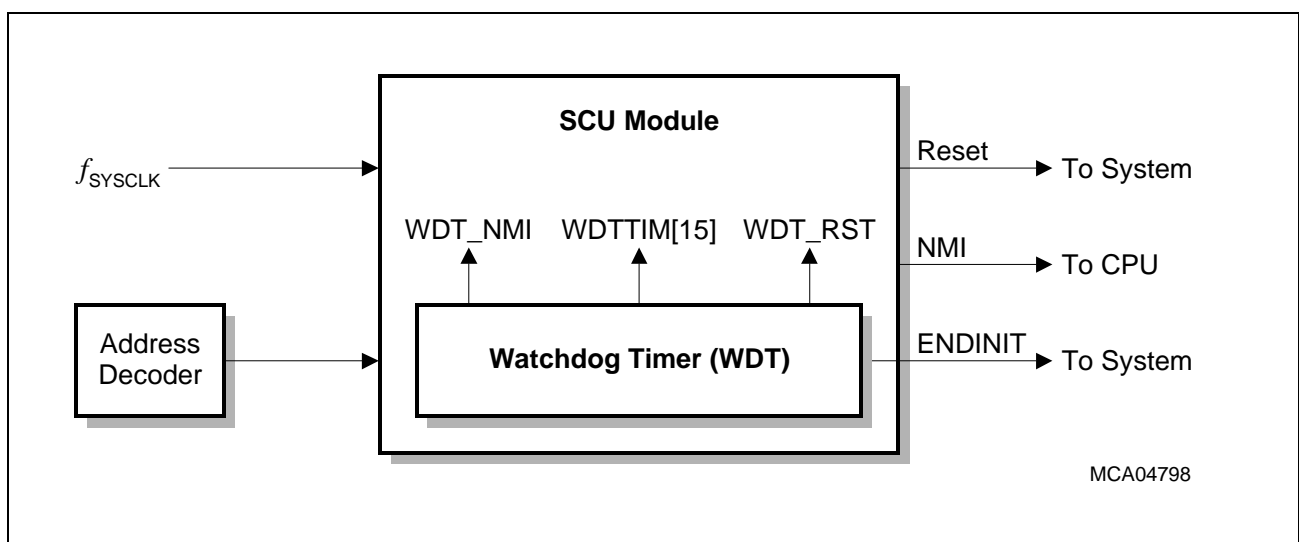 SCU Module
fSYSCLK
Reset
To System
WDT_NMI
WDTTIM[15]
WDT_RST
NMI
To CPU
Address
Decoder
Watchdog Timer (WDT)
ENDINIT
To System
MCA04798